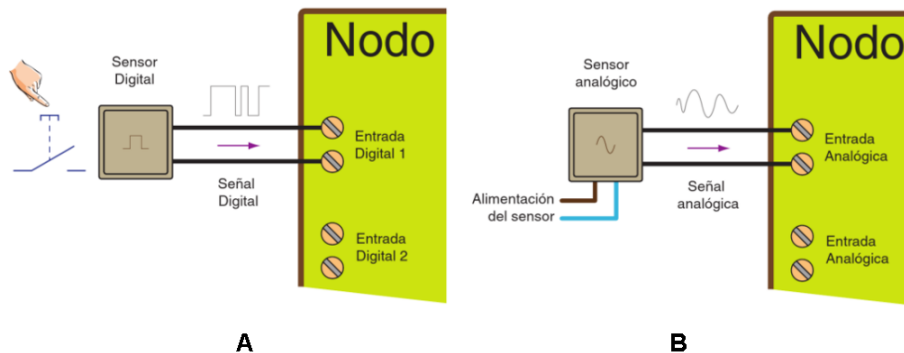 Nodo
Sensor
Digital
Entrada
Digital 1
Señal
Digital
Entrada
Digital 2
A
Nodo
Sensor
analógico
Entrada
Analógica
Alimentación
del sensor
Señal
analógica
Entrada
Analógica
B